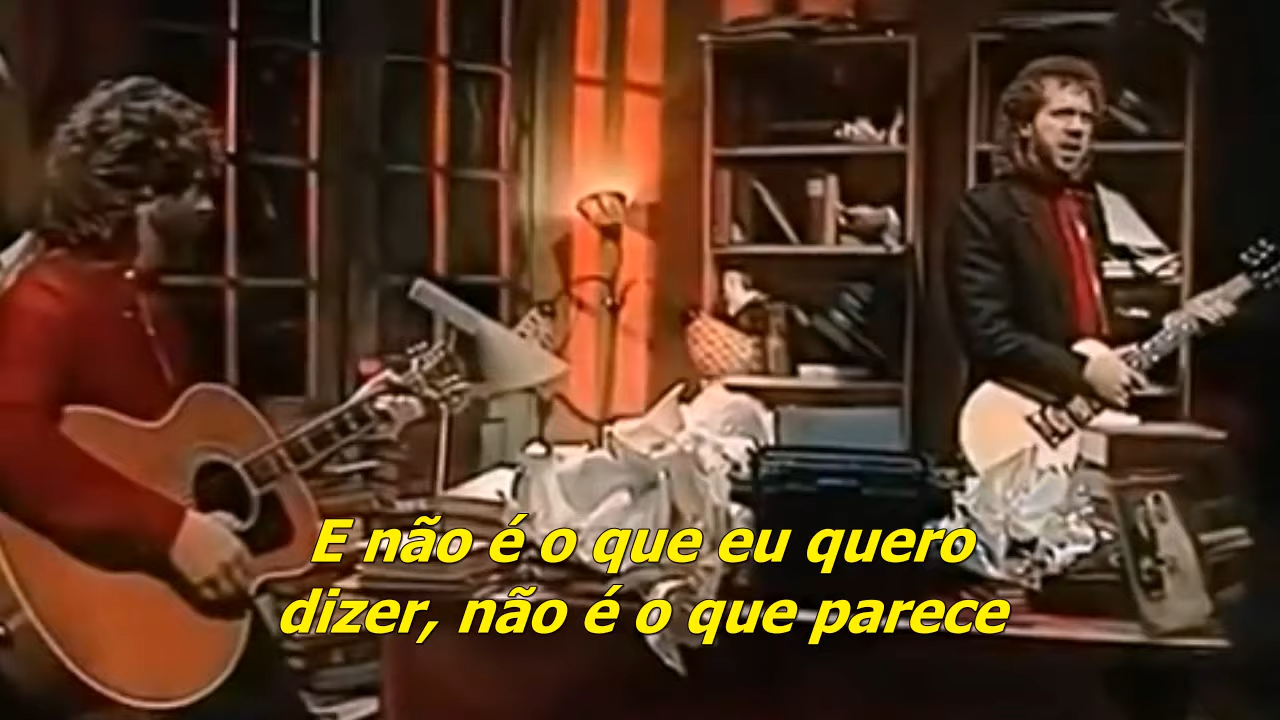 E não é o que eu quero
dizer, não é o que parece